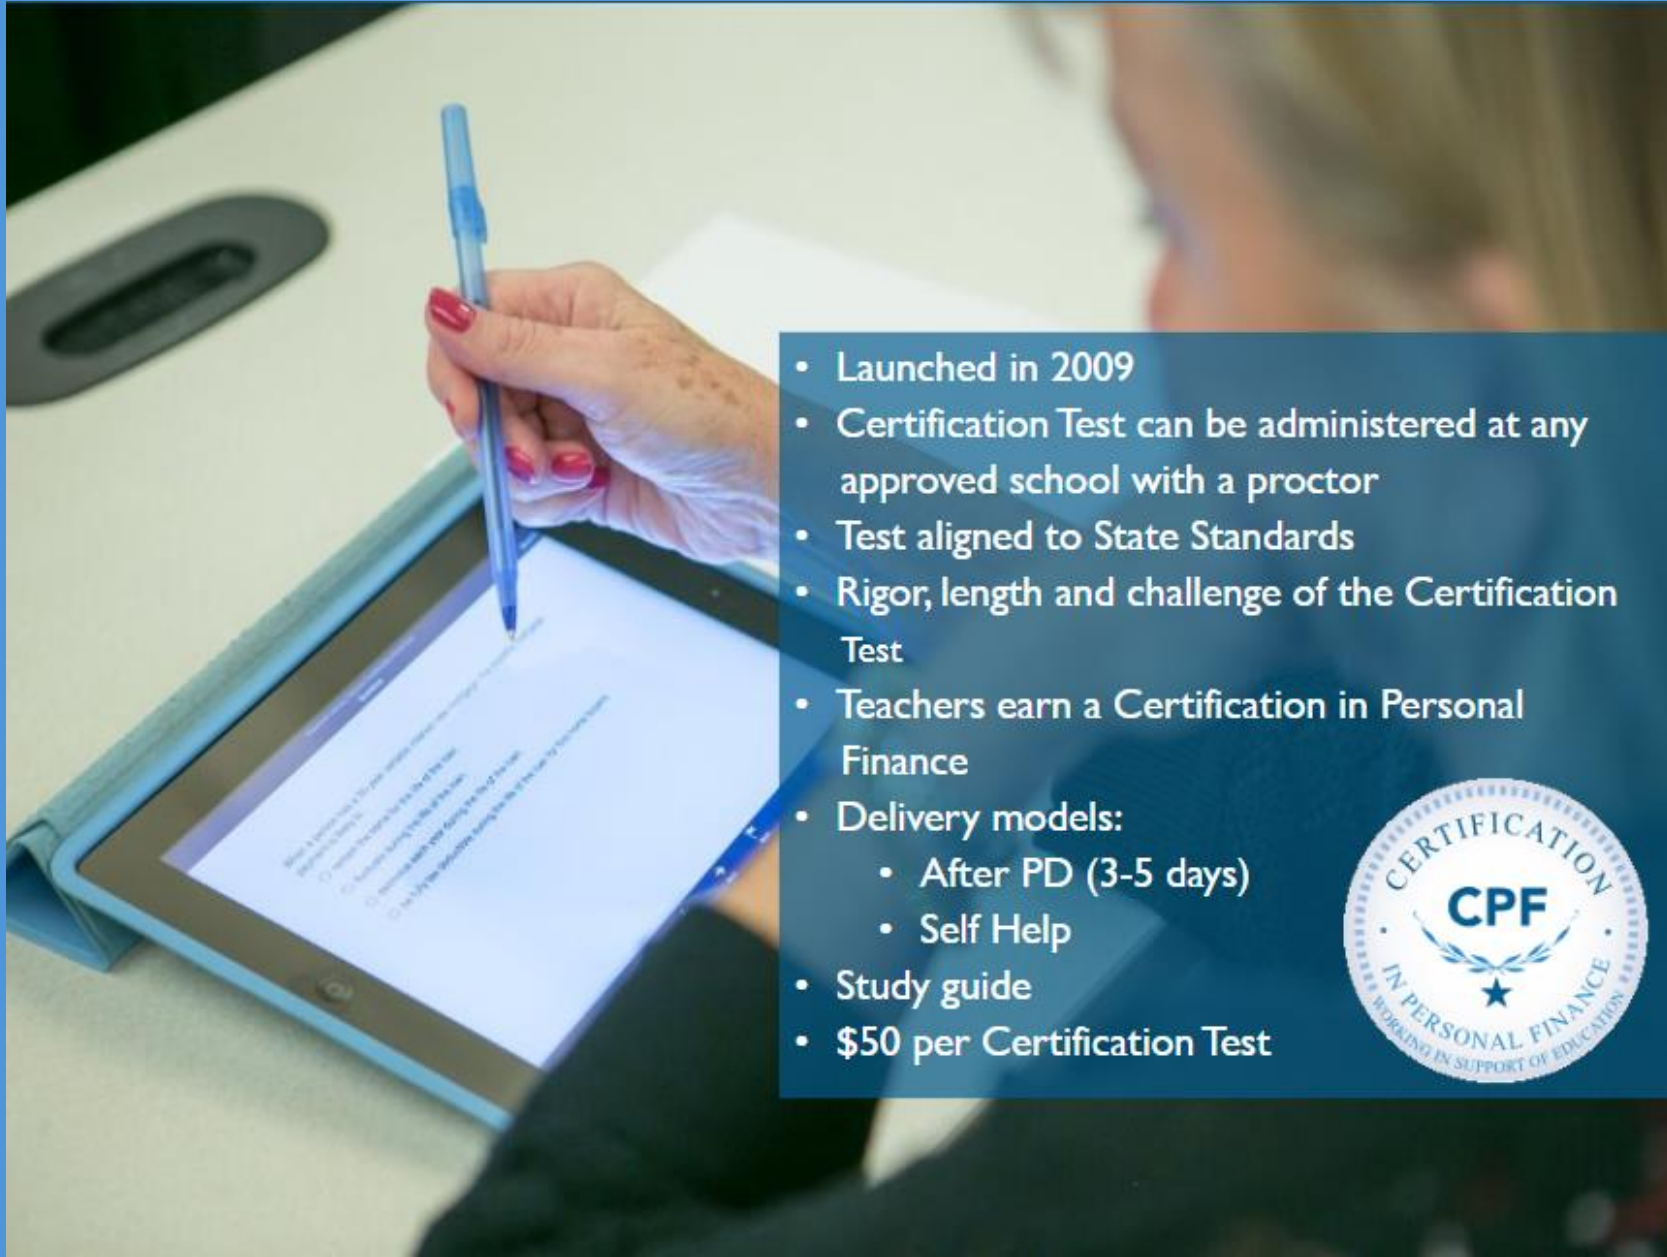 • Launched in 2009
• Certification Test can be administered at any
approved school with a proctor
• Test aligned to State Standards
• Rigor, length and challenge of the Certification
Test
• Teachers earn a Certification in Personal
Finance
• Delivery models:
• After PD (3-5 days)
• Self Help
• Study guide
• $50 per Certification Test
CERTIFICATION
CPF
IN PERSONAL FINANCE
WORKING IN SUPPORT OF EDUCATION